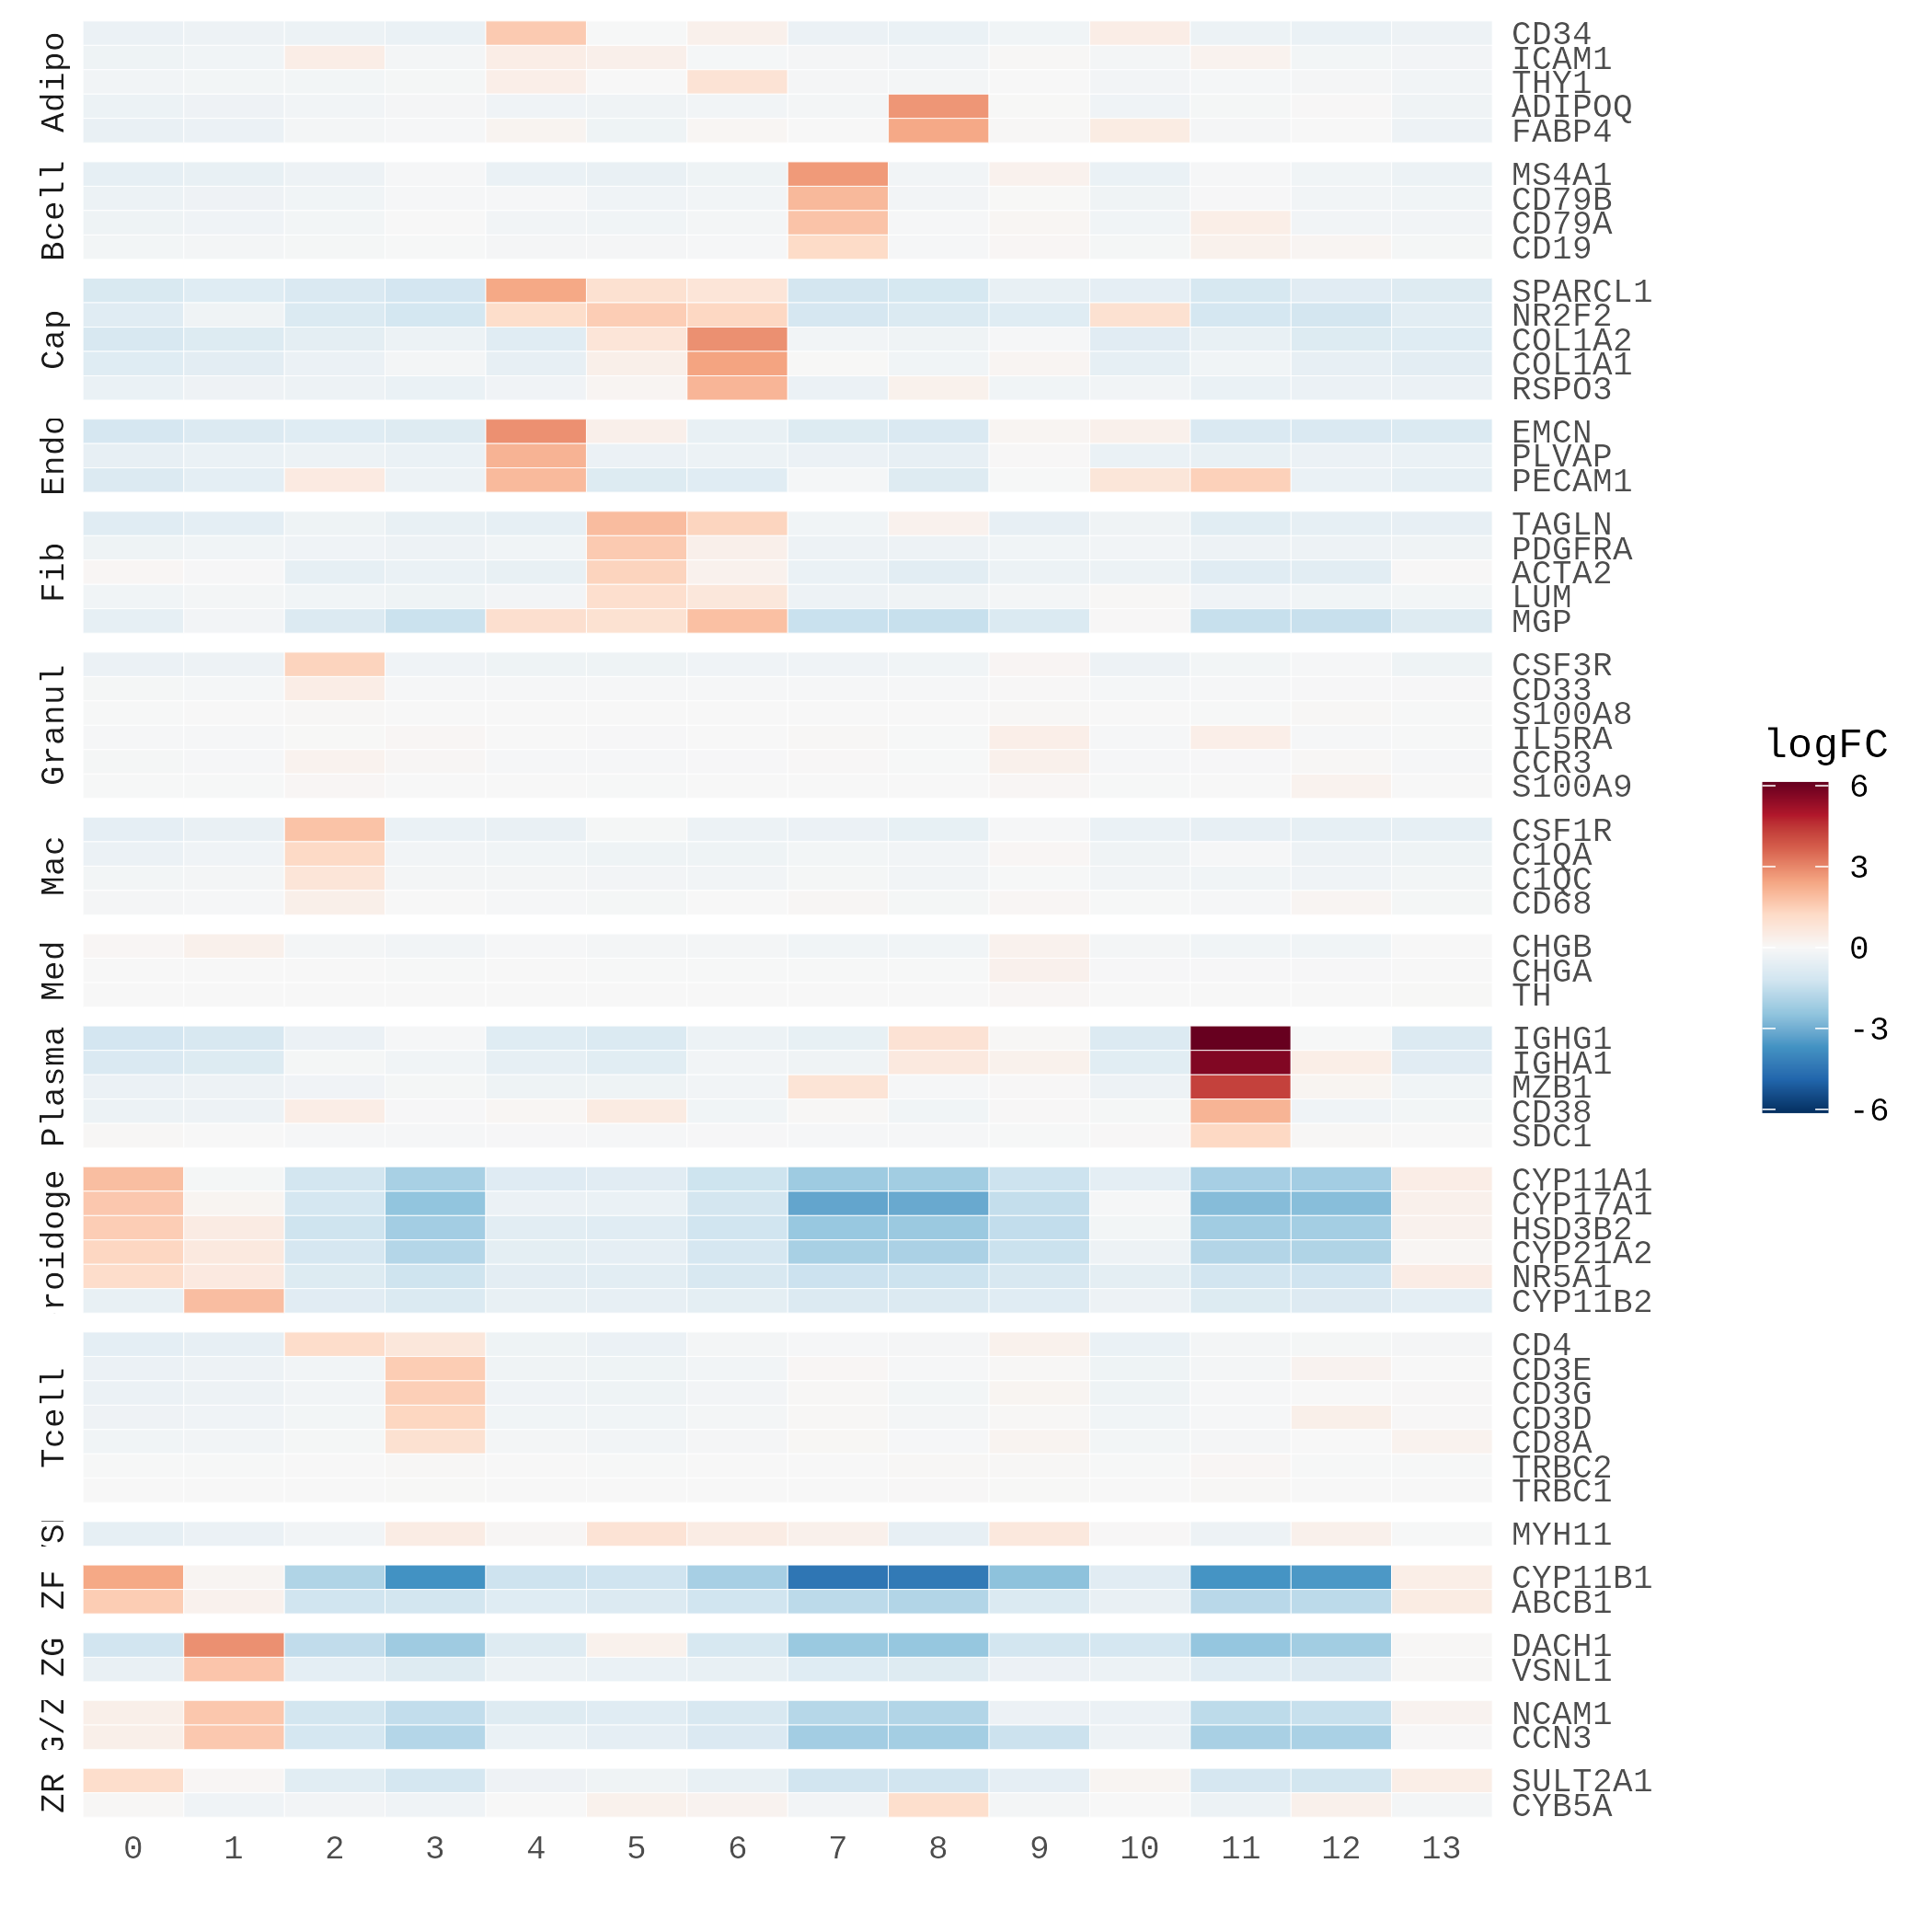 Adipo
CD34
ICAM1
THY1
ADIPOQ
FABP4
Bcell
MS4A1
CD79B
CD79A
CD19
Cap
SPARCL1
NR2F2
COL1A2
COL1A1
RSPO3
Endo
EMCN
PLVAP
PECAM1
Fib
TAGLN
PDGFRA
ACTA2
LUM
MGP
Granul
CSF3R
CD33
S100A8
IL5RA
CCR3
S100A9
Mac
CSF1R
C1QA
C1QC
CD68
Med
CHGB
CHGA
TH
Plasma
IGHG1
IGHA1
MZB1
CD38
SDC1
roidoge
CYP11A1
CYP17A1
HSD3B2
CYP21A2
NR5A1
CYP11B2
Tcell
CD4
CD3E
CD3G
CD3D
CD8A
TRBC2
TRBC1
MYH11
ZF
CYP11B1
ABCB1
ZG
DACH1
VSNL1
G/Z
NCAM1
CCN3
ZR
SULT2A1
CYB5A
0 1 2 3 4 5 6 7 8 9 10 11 12 13
logFC
6
3
0
-3
-6